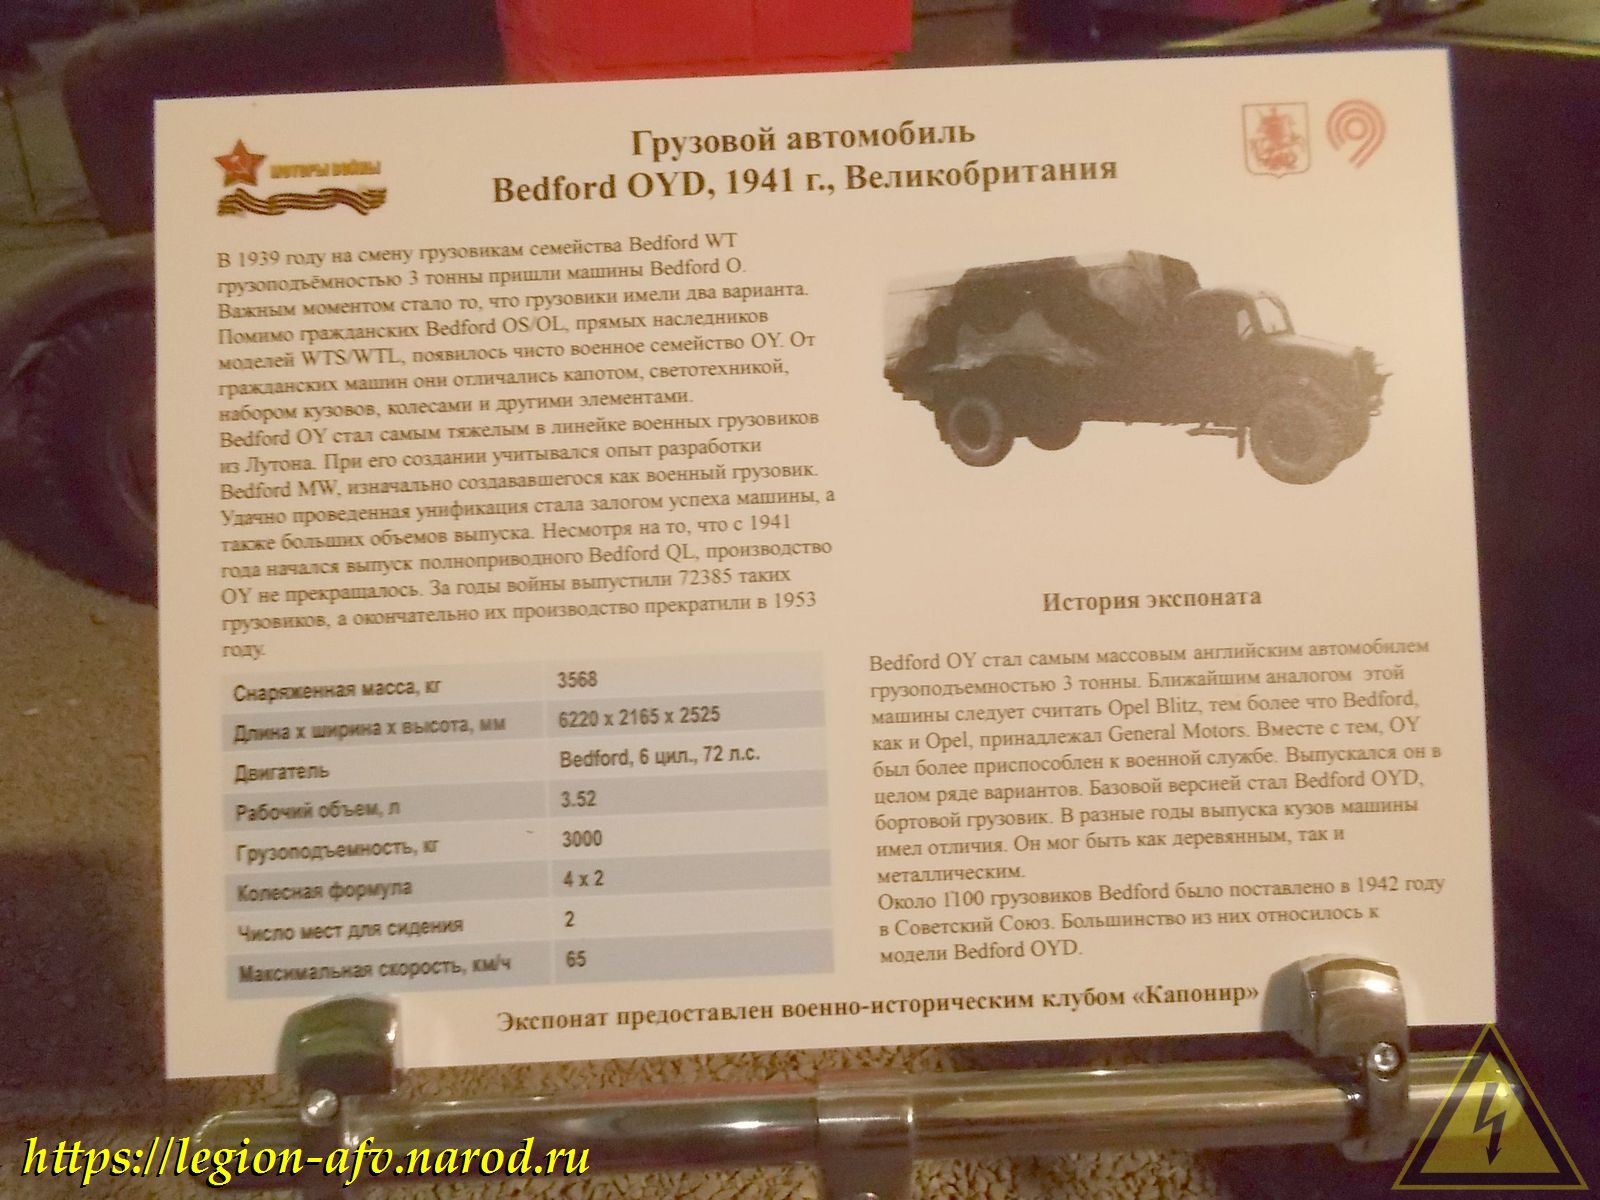 МОТОРЫ ВОЙНЫ
Грузовой автомобиль
Bedford OYD, 1941 г., Великобритания
В 1939 году на смену грузовикам семейства Bedford WT
грузоподъёмностью 3 тонны пришли машины Bedford O.
Важным моментом стало то, что грузовики имели два варианта.
Помимо гражданских Bedford OS/OL, прямых наследников
моделей WTS/WTL, появилось чисто военное семейство OY. От
гражданских машин они отличались капотом, светотехникой,
набором кузовов, колесами и другими элементами.
Bedford OY стал самым тяжелым в линейке военных грузовиков
из Лутона. При его создании учитывался опыт разработки
Bedford MW, изначально создававшегося как военный грузовик.
Удачно проведенная унификация стала залогом успеха машины, а
также больших объемов выпуска. Несмотря на то, что с 1941
года начался выпуск полноприводного Bedford QL, производство
OY не прекращалось. За годы войны выпустили 72385 таких
грузовиков, а окончательно их производство прекратили в 1953
году.
Снаряженная масса, кг 3568
Длина х ширина х высота, мм 6220 x 2165 x 2525
Двигатель Bedford, 6 цил., 72 л.с.
Рабочий объем, л 3.52
Грузоподъемность, кг 3000
Колесная формула 4 x 2
Число мест для сидения 2
Максимальная скорость, км/ч 65
История экспоната
Bedford OY стал самым массовым английским автомобилем
грузоподъемностью 3 тонны. Ближайшим аналогом этой
машины следует считать Opel Blitz, тем более что Bedford,
как и Opel, принадлежал General Motors. Вместе с тем, OY
был более приспособлен к военной службе. Выпускался он в
целом ряде вариантов. Базовой версией стал Bedford OYD,
бортовой грузовик. В разные годы выпуска кузов машины
имел отличия. Он мог быть как деревянным, так и
металлическим.
Около 1100 грузовиков Bedford было поставлено в 1942 году
в Советский Союз. Большинство из них относилось к
модели Bedford OYD.
Экспонат предоставлен военно-историческим клубом «Капонир»
https://legion-afv.narod.ru